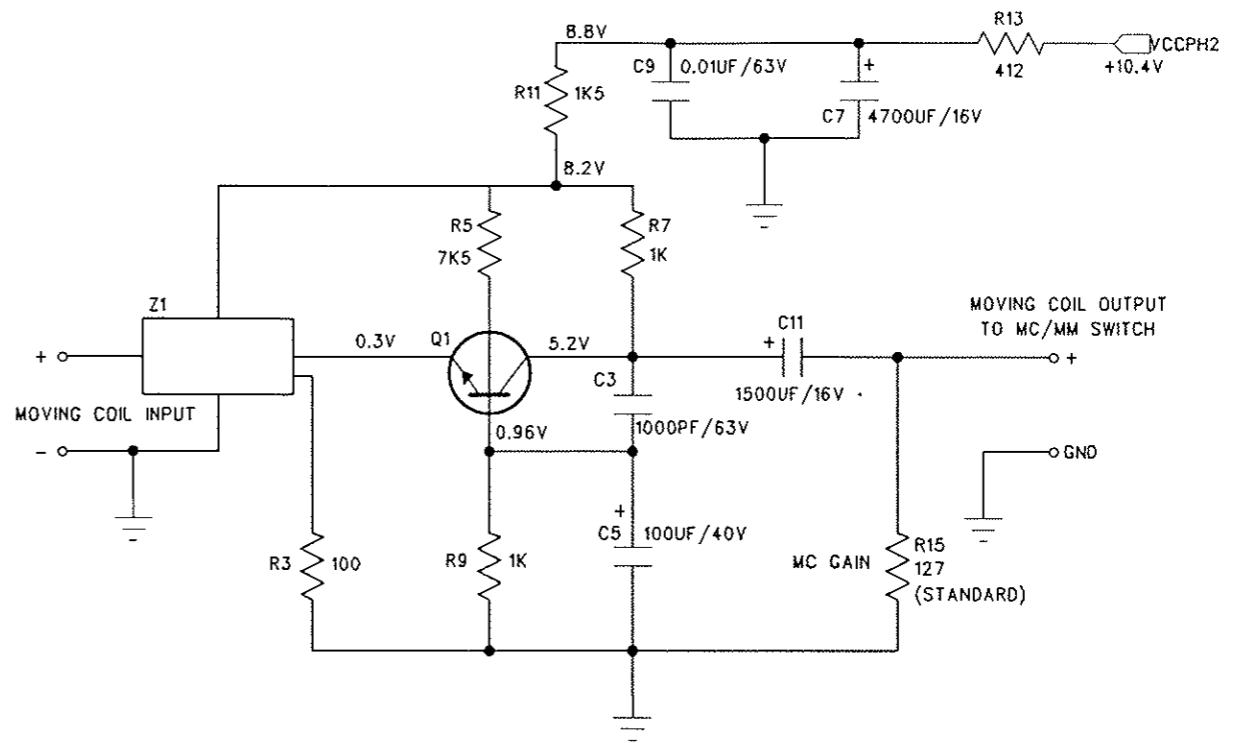 R13
8.8V
VCCPH2
412
+10.4V
C9
0.01UF/63V
+
C7
4700UF/16V
R11
1K5
8.2V
R5
7K5
R7
1K
Z1
MOVING COIL OUTPUT
TO MC/MM SWITCH
+
0.3V
Q1
5.2V
C11
+
+
1500UF/16V
C3
1000PF/63V
MOVING COIL INPUT
-
0.96V
GND
+
C5
100UF/40V
R3
100
R9
1K
MC GAIN
R15
127
(STANDARD)